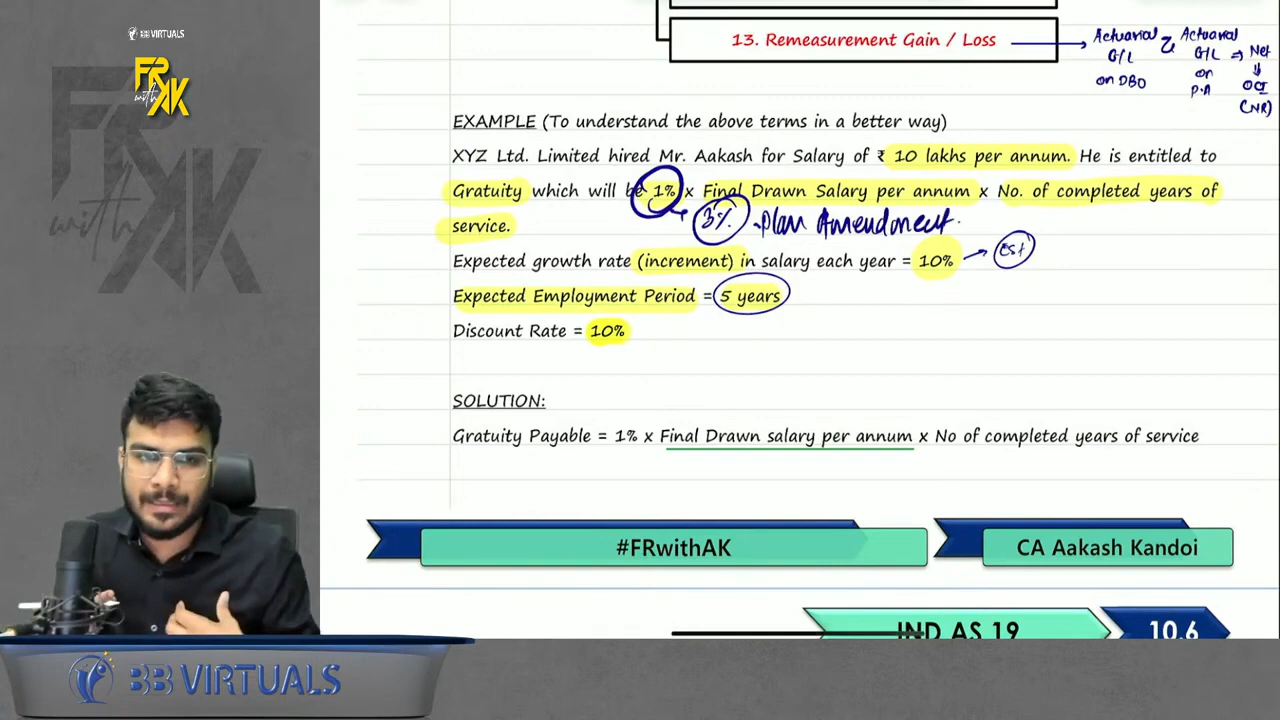 BB VIRTUALS
FR
with
AK
FR
with
AK
13. Remeasurement Gain / Loss
Actuarial G/L on DBO
& Actuarial G/L on P.A
⇒ Net
OCI
(NR)
EXAMPLE (To understand the above terms in a better way)
XYZ Ltd. Limited hired Mr. Aakash for Salary of ₹ 10 lakhs per annum. He is entitled to
Gratuity which will be 1% x Final Drawn Salary per annum x No. of completed years of
service.
3% Plan Amendment.
Expected growth rate (increment) in salary each year = 10% → Est
Expected Employment Period = 5 years
Discount Rate = 10%
SOLUTION:
Gratuity Payable = 1% x Final Drawn salary per annum x No of completed years of service
#FRwithAK
CA Aakash Kandoi
IND AS 19
10.6
BB VIRTUALS